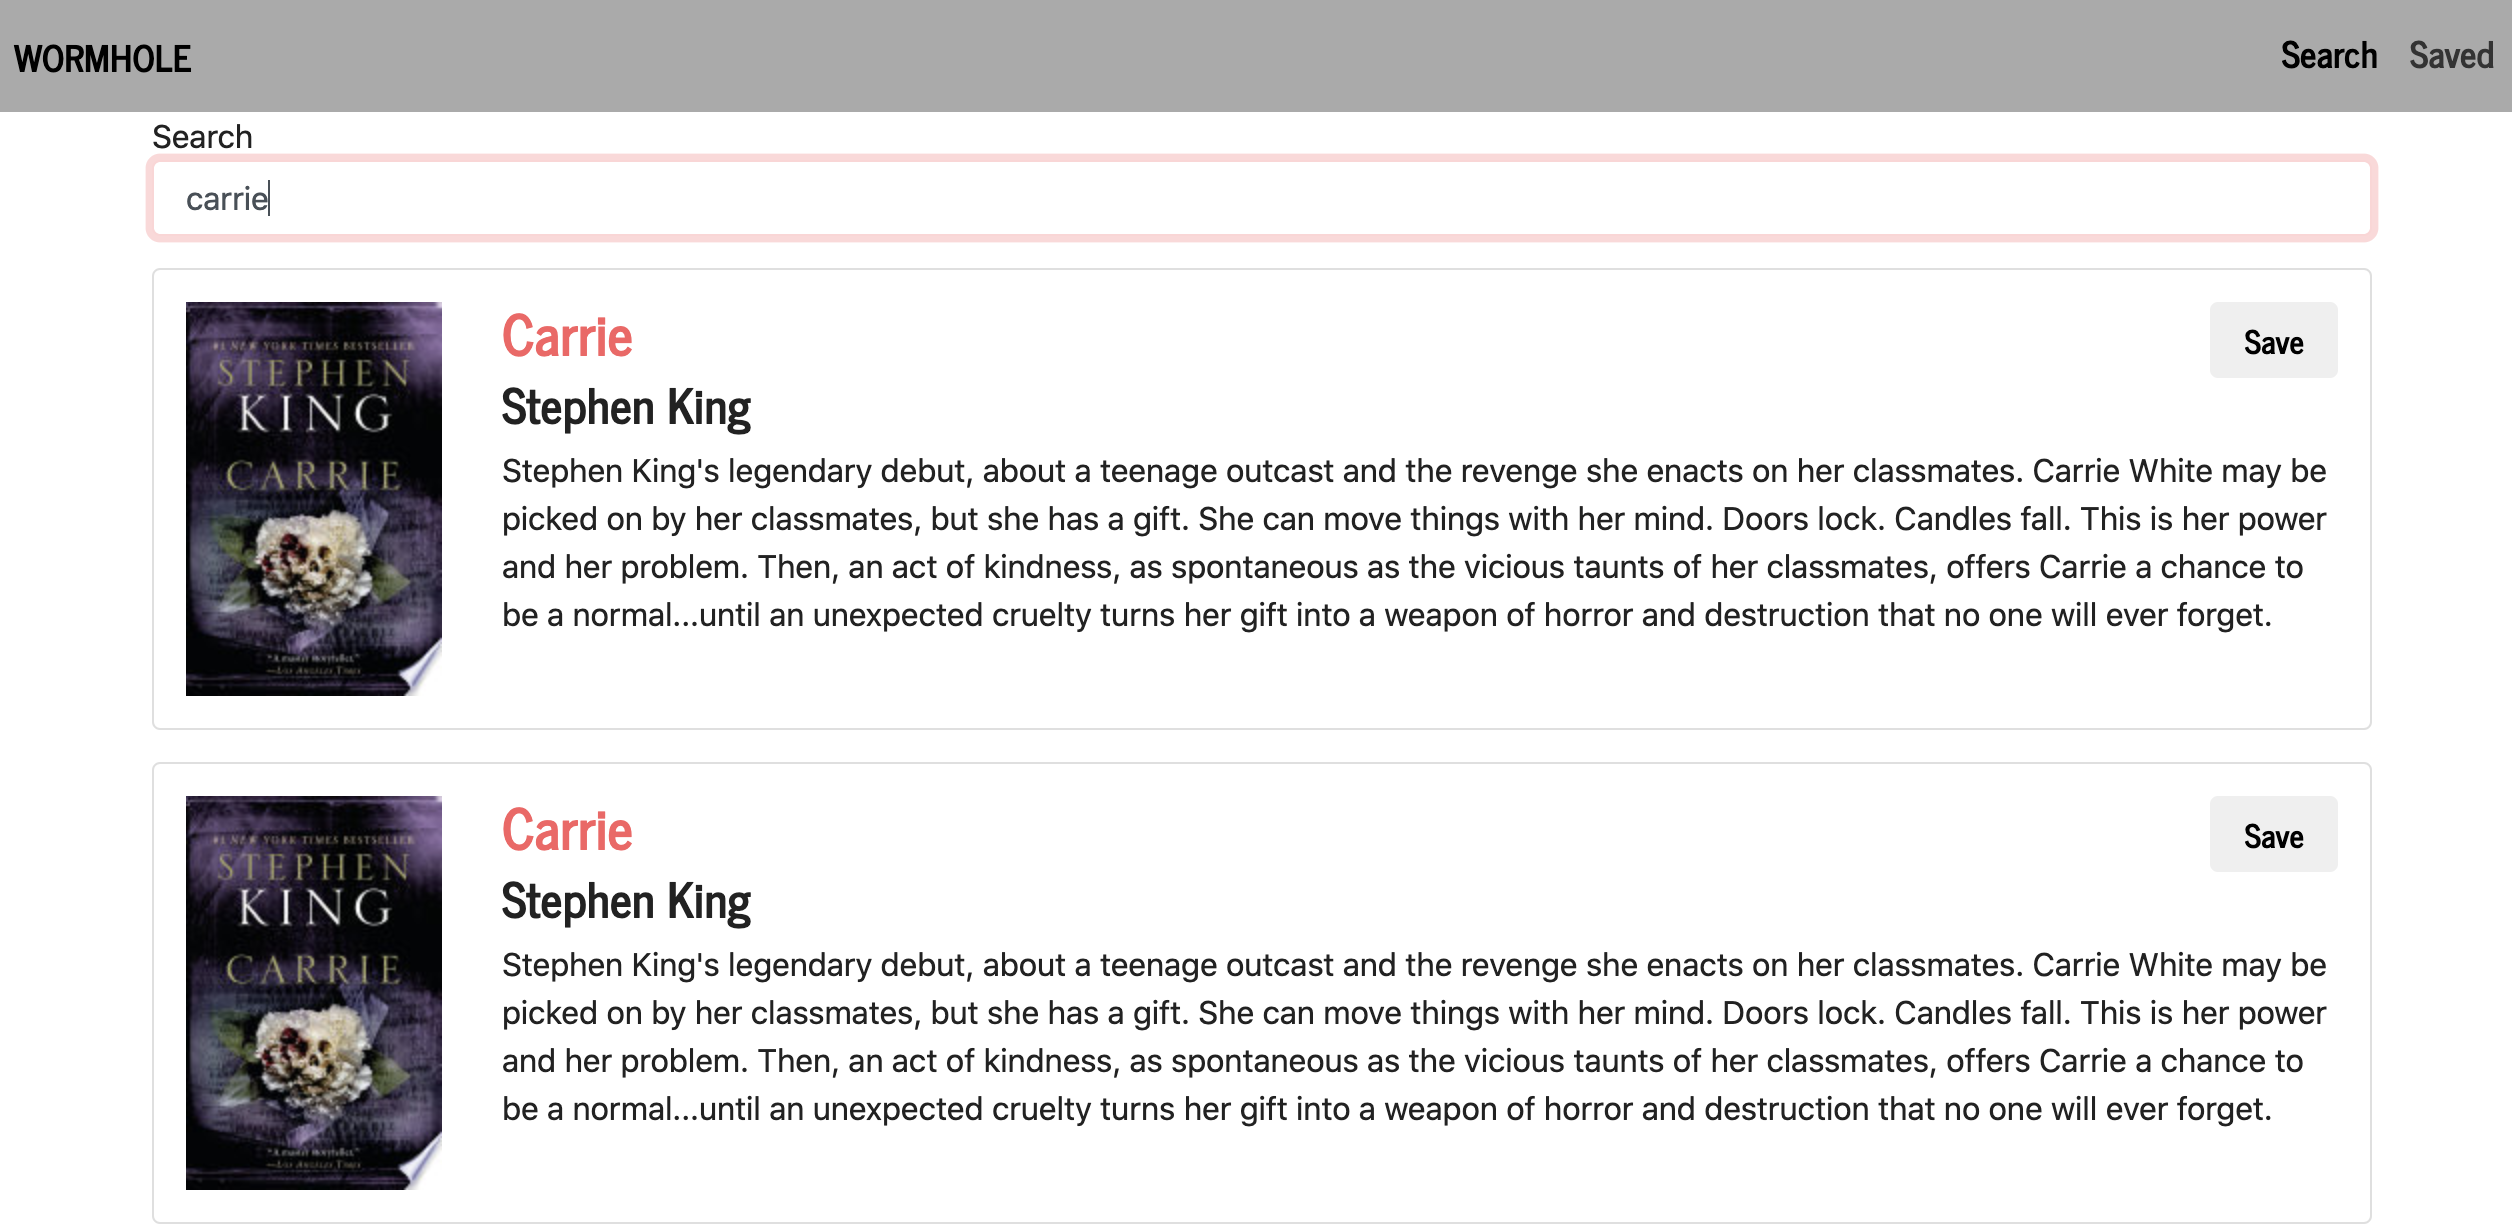 WORMHOLE
Search Saved
Search
carrie
#1 NEW YORK TIMES BESTSELLER
STEPHEN
KING
CARRIE
"A master storyteller."
—Los Angeles Times
Carrie
Save
Stephen King
Stephen King's legendary debut, about a teenage outcast and the revenge she enacts on her classmates. Carrie White may be
picked on by her classmates, but she has a gift. She can move things with her mind. Doors lock. Candles fall. This is her power
and her problem. Then, an act of kindness, as spontaneous as the vicious taunts of her classmates, offers Carrie a chance to
be a normal...until an unexpected cruelty turns her gift into a weapon of horror and destruction that no one will ever forget.
#1 NEW YORK TIMES BESTSELLER
STEPHEN
KING
CARRIE
"A master storyteller."
—Los Angeles Times
Carrie
Save
Stephen King
Stephen King's legendary debut, about a teenage outcast and the revenge she enacts on her classmates. Carrie White may be
picked on by her classmates, but she has a gift. She can move things with her mind. Doors lock. Candles fall. This is her power
and her problem. Then, an act of kindness, as spontaneous as the vicious taunts of her classmates, offers Carrie a chance to
be a normal...until an unexpected cruelty turns her gift into a weapon of horror and destruction that no one will ever forget.